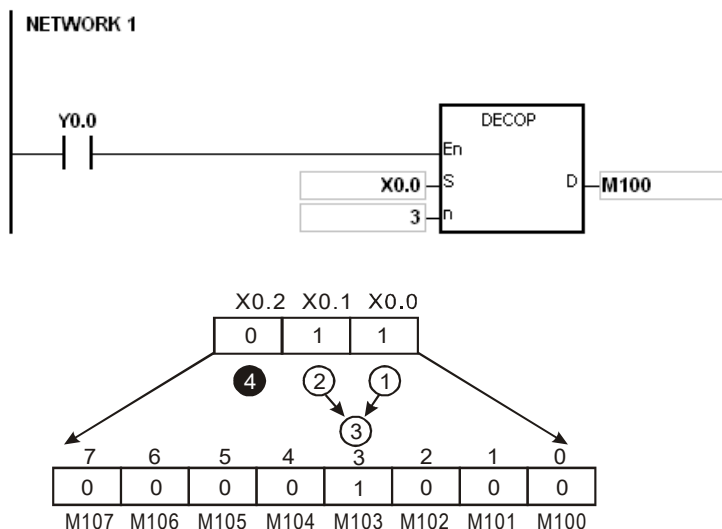 NETWORK 1
Y0.0
DECOP
En
X0.0 S D M100
3 n
X0.2 X0.1 X0.0
0 1 1
4 2 1
3
7 6 5 4 3 2 1 0
0 0 0 0 1 0 0 0
M107 M106 M105 M104 M103 M102 M101 M100